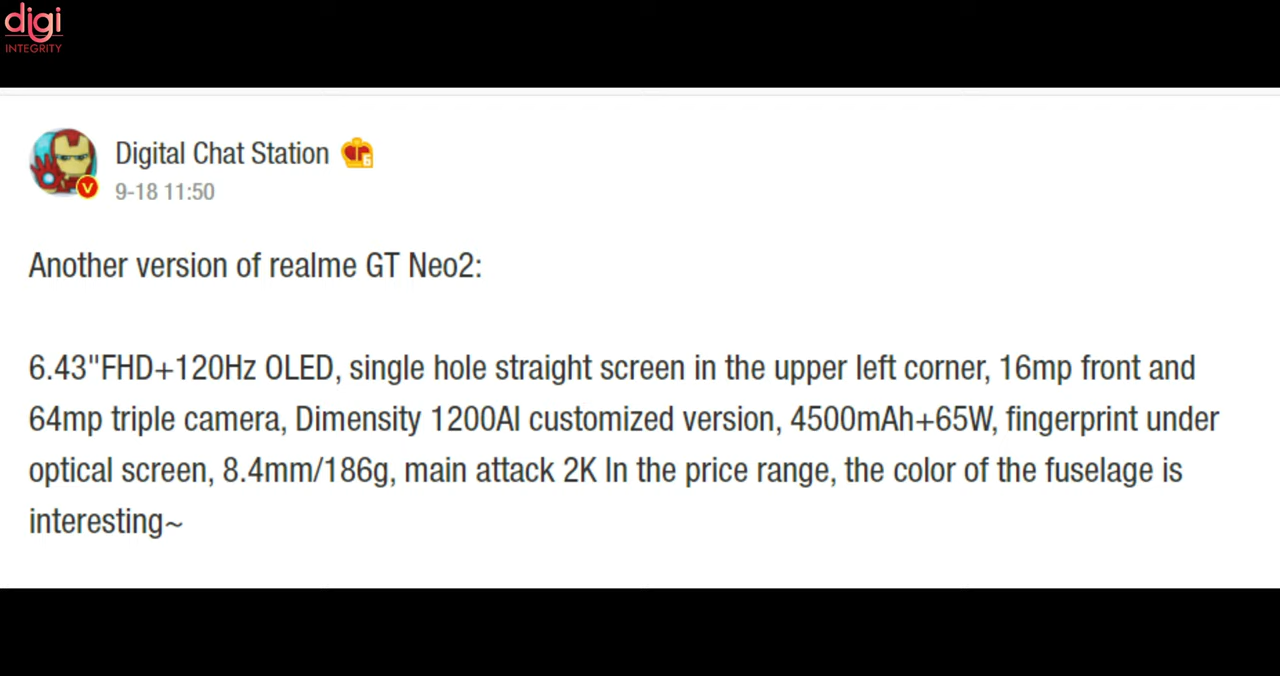 digi
INTEGRITY
Digital Chat Station 6
V
9-18 11:50
Another version of realme GT Neo2:
6.43"FHD+120Hz OLED, single hole straight screen in the upper left corner, 16mp front and
64mp triple camera, Dimensity 1200AI customized version, 4500mAh+65W, fingerprint under
optical screen, 8.4mm/186g, main attack 2K In the price range, the color of the fuselage is
interesting~